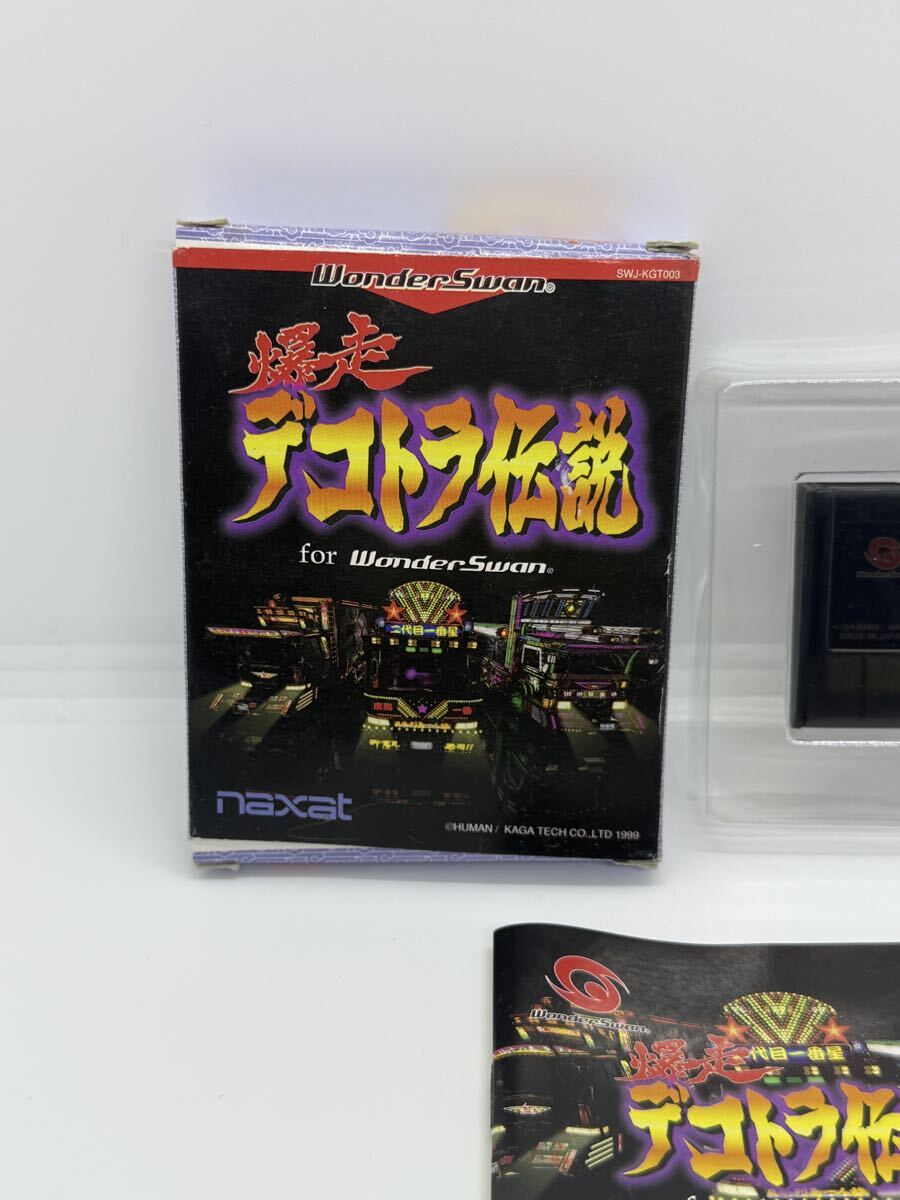 WonderSwan®
SWJ-KGT003
爆走
デコトラ伝説
for WonderSwan®
二代目一番星
一番
naxat
©HUMAN / KAGA TECH CO.,LTD 1999
WonderSwan®
爆走
代目一番星
デコトラ伝